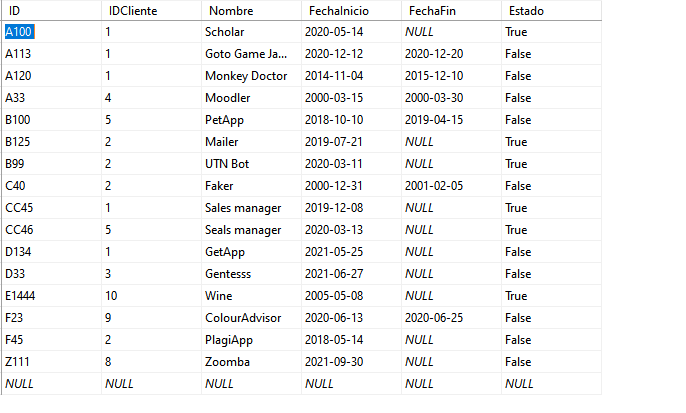 ID IDCliente Nombre FechaInicio FechaFin Estado
A100 1 Scholar 2020-05-14 NULL True
A113 1 Goto Game Ja... 2020-12-12 2020-12-20 False
A120 1 Monkey Doctor 2014-11-04 2015-12-10 False
A33 4 Moodler 2000-03-15 2000-03-30 False
B100 5 PetApp 2018-10-10 2019-04-15 False
B125 2 Mailer 2019-07-21 NULL True
B99 2 UTN Bot 2020-03-11 NULL True
C40 2 Faker 2000-12-31 2001-02-05 False
CC45 1 Sales manager 2019-12-08 NULL True
CC46 5 Seals manager 2020-03-13 NULL True
D134 1 GetApp 2021-05-25 NULL False
D33 3 Gentesss 2021-06-27 NULL False
E1444 10 Wine 2005-05-08 NULL True
F23 9 ColourAdvisor 2020-06-13 2020-06-25 False
F45 2 PlagiApp 2018-05-14 NULL False
Z111 8 Zoomba 2021-09-30 NULL False
NULL NULL NULL NULL NULL NULL